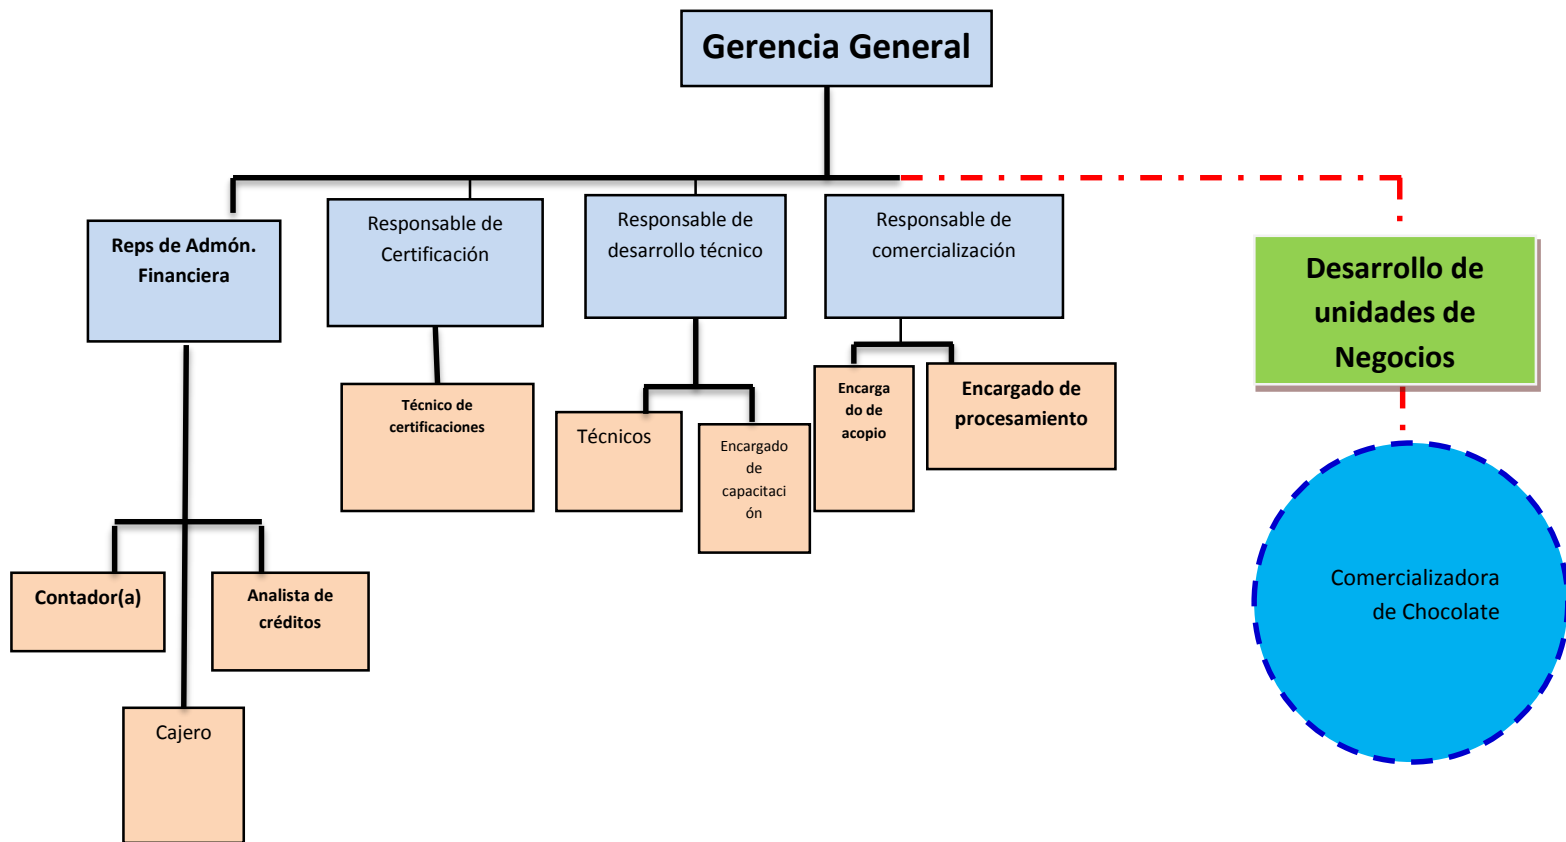 Gerencia General
Reps de Admón.
Financiera
Responsable de
Certificación
Responsable de
desarrollo técnico
Responsable de
comercialización
Desarrollo de
unidades de
Negocios
Técnico de
certificaciones
Técnicos
Encargado
de
capacitaci
ón
Encarga
do de
acopio
Encargado de
procesamiento
Comercializadora
de Chocolate
Contador(a)
Analista de
créditos
Cajero